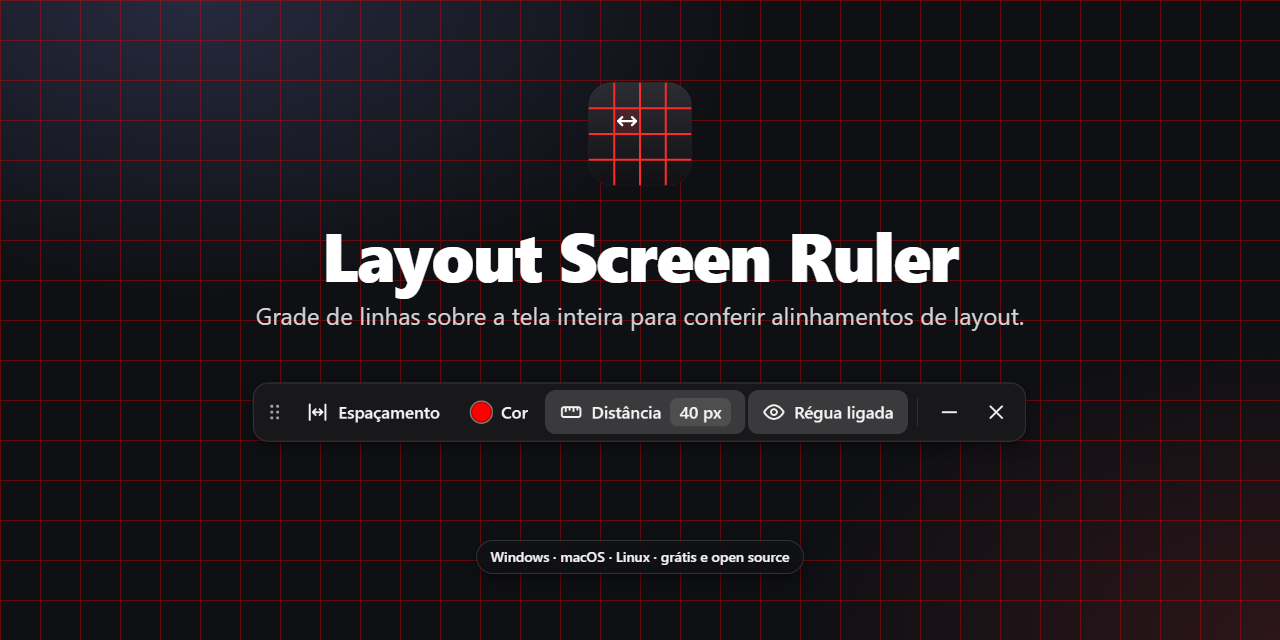 Layout Screen Ruler
Grade de linhas sobre a tela inteira para conferir alinhamentos de layout.
Espaçamento Cor Distância 40 px Régua ligada
Windows · macOS · Linux · grátis e open source